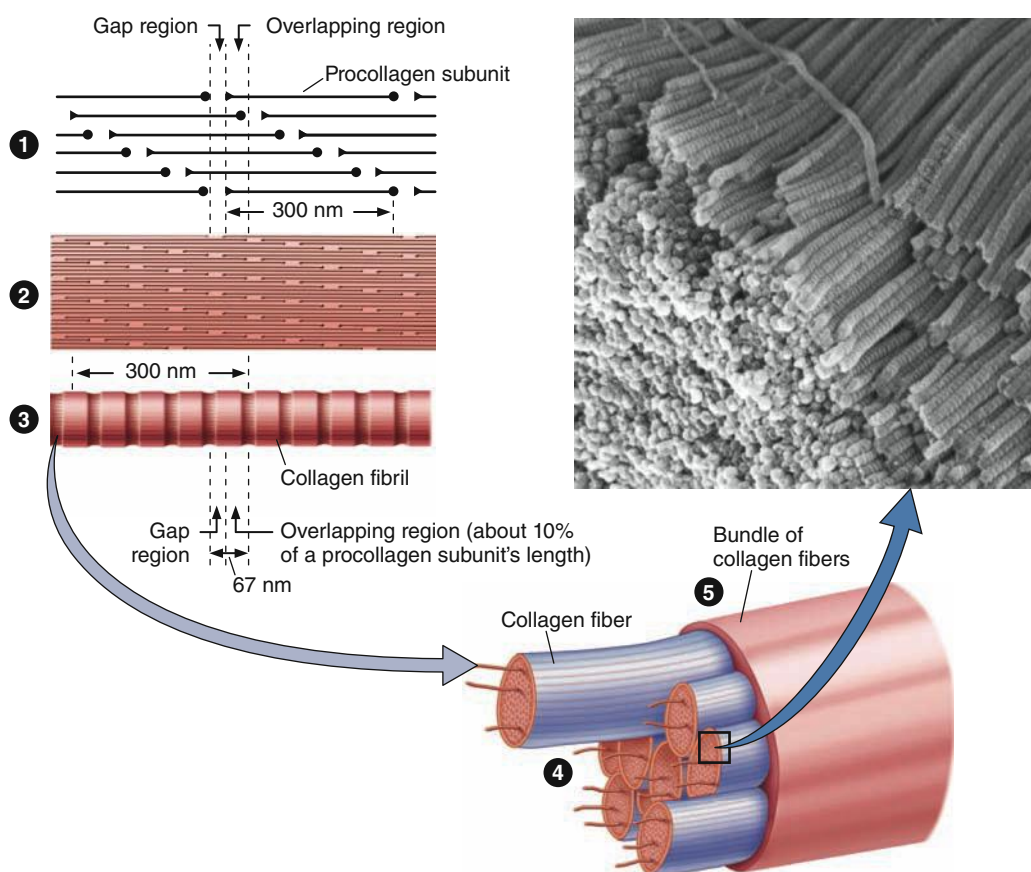 Gap region
Overlapping region
Procollagen subunit
1
300 nm
2
300 nm
3
Collagen fibril
Gap
region
Overlapping region (about 10%
of a procollagen subunit's length)
67 nm
Bundle of
collagen fibers
5
Collagen fiber
4